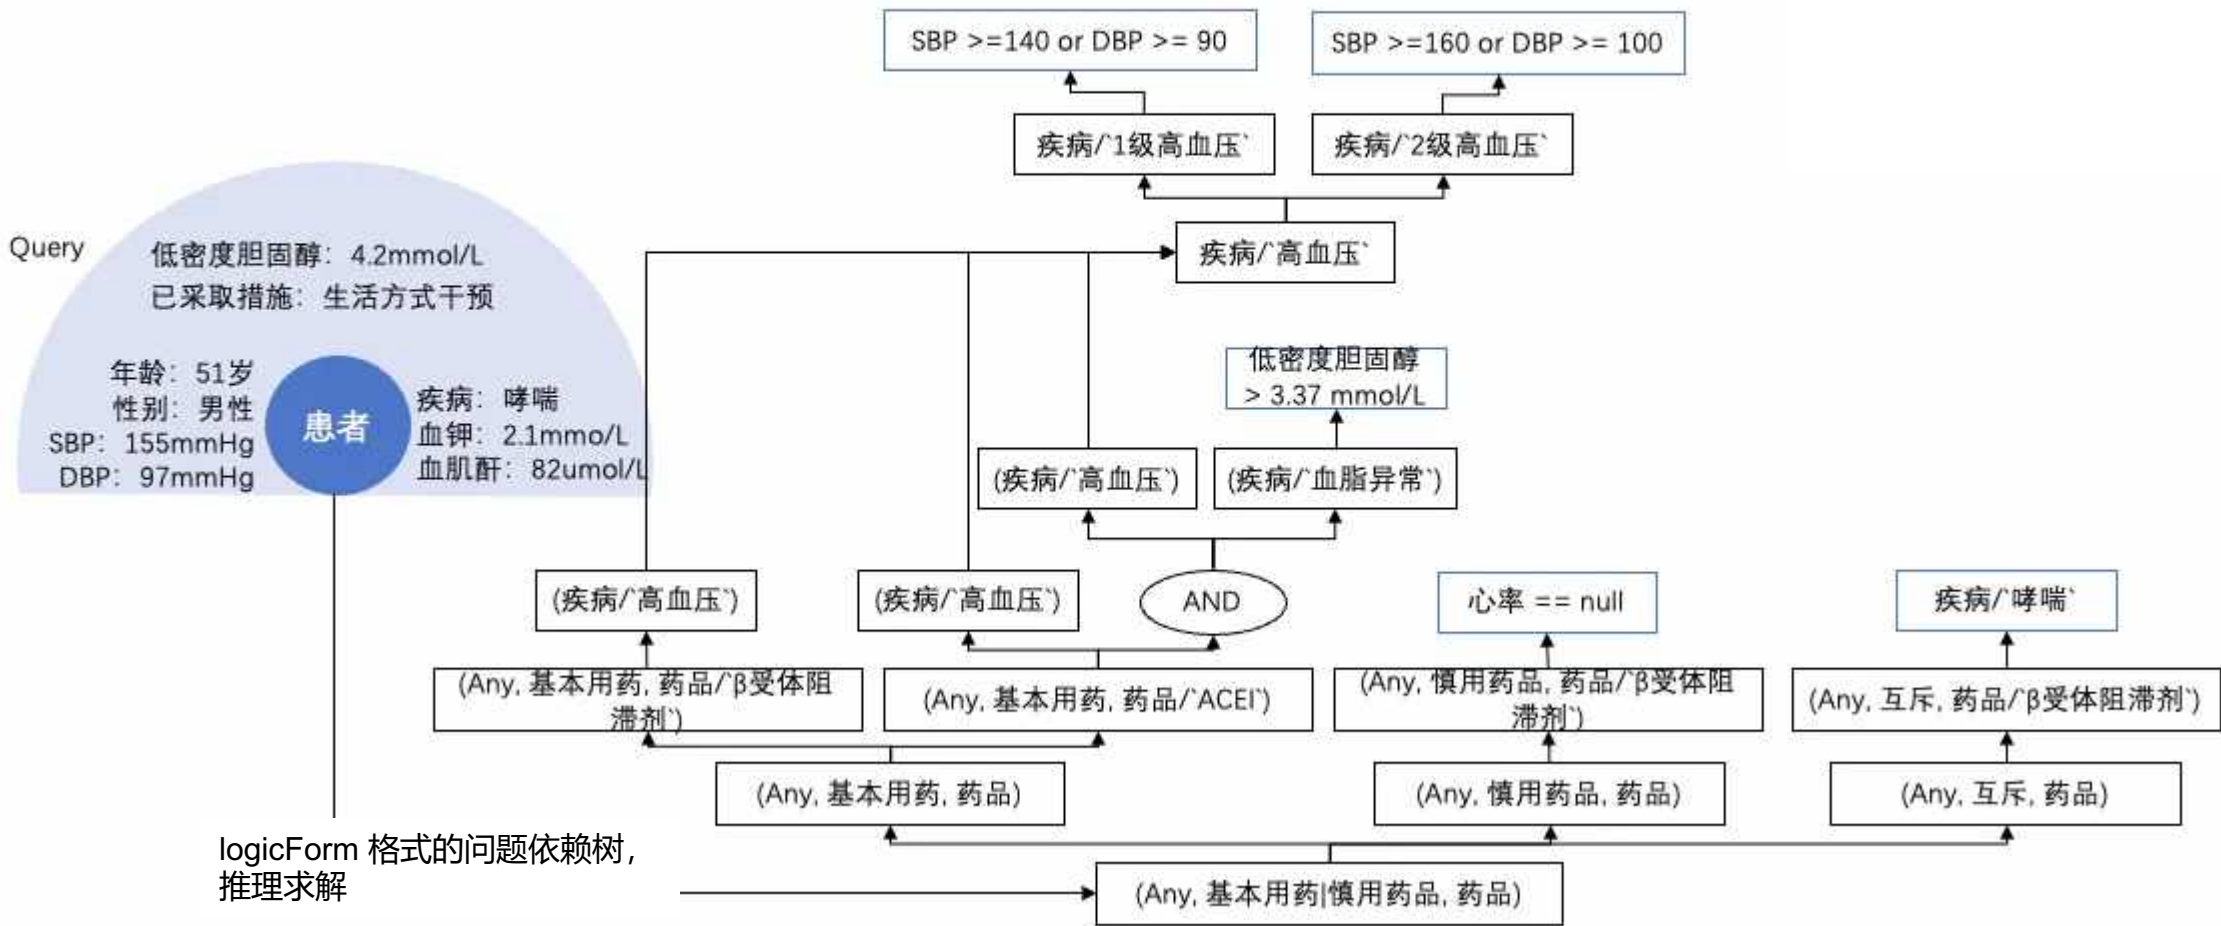 SBP >=140 or DBP >= 90
SBP >=160 or DBP >= 100
疾病/`1级高血压`
疾病/`2级高血压`
疾病/`高血压`
Query
低密度胆固醇：4.2mmol/L
已采取措施：生活方式干预
年龄：51岁
性别：男性
SBP：155mmHg
DBP：97mmHg
患者
疾病：哮喘
血钾：2.1mmo/L
血肌酐：82umol/L
低密度胆固醇
> 3.37 mmol/L
(疾病/`高血压`)
(疾病/`血脂异常`)
(疾病/`高血压`)
(疾病/`高血压`)
AND
心率 == null
疾病/`哮喘`
(Any, 基本用药, 药品/`β受体阻
滞剂`)
(Any, 基本用药, 药品/`ACEI`)
(Any, 慎用药品, 药品/`β受体阻
滞剂`)
(Any, 互斥, 药品/`β受体阻滞剂`)
(Any, 基本用药, 药品)
(Any, 慎用药品, 药品)
(Any, 互斥, 药品)
logicForm 格式的问题依赖树，
推理求解
(Any, 基本用药|慎用药品, 药品)